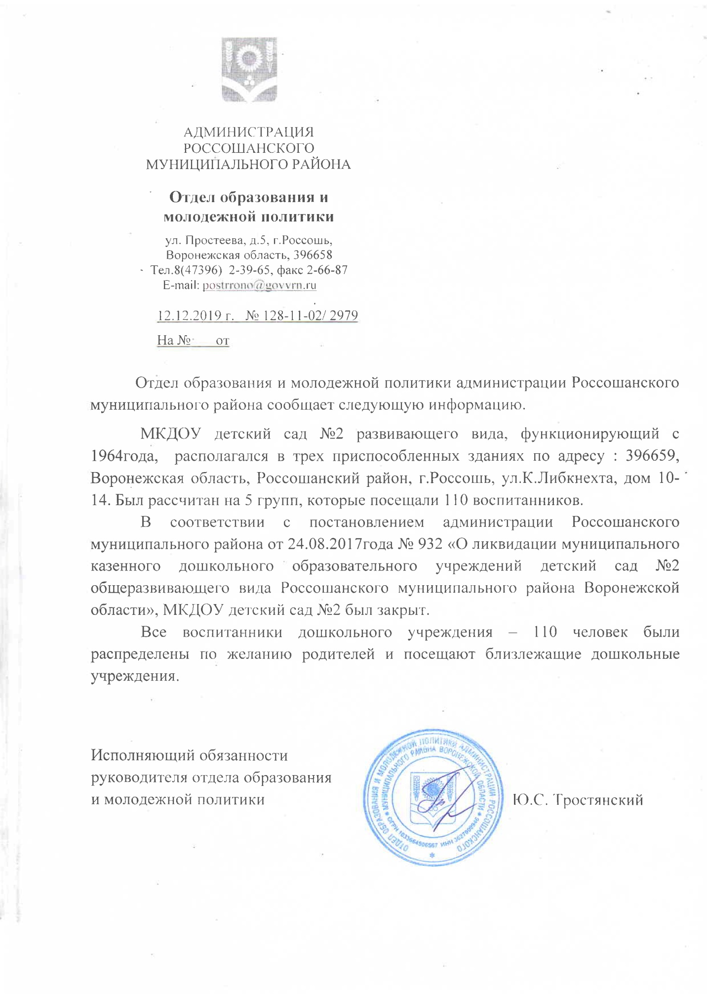 АДМИНИСТРАЦИЯ
РОССОШАНСКОГО
МУНИЦИПАЛЬНОГО РАЙОНА
Отдел образования и
молодежной политики
ул. Простеева, д.5, г.Россошь,
Воронежская область, 396658
Тел.8(47396) 2-39-65, факс 2-66-87
E-mail: postrrono@govvrn.ru
12.12.2019 г. № 128-11-02/ 2979
На № от
Отдел образования и молодежной политики администрации Россошанского
муниципального района сообщает следующую информацию.
МКДОУ детский сад №2 развивающего вида, функционирующий с
1964года, располагался в трех приспособленных зданиях по адресу : 396659,
Воронежская область, Россошанский район, г.Россошь, ул.К.Либкнехта, дом 10-
14. Был рассчитан на 5 групп, которые посещали 110 воспитанников.
В соответствии с постановлением администрации Россошанского
муниципального района от 24.08.2017года № 932 «О ликвидации муниципального
казенного дошкольного образовательного учреждений детский сад №2
общеразвивающего вида Россошанского муниципального района Воронежской
области», МКДОУ детский сад №2 был закрыт.
Все воспитанники дошкольного учреждения – 110 человек были
распределены по желанию родителей и посещают близлежащие дошкольные
учреждения.
Исполняющий обязанности
руководителя отдела образования
и молодежной политики
Ю.С. Тростянский
ОТДЕЛ ОБРАЗОВАНИЯ И МОЛОДЕЖНОЙ ПОЛИТИКИ АДМИНИСТРАЦИИ РОССОШАНСКОГО
МУНИЦИПАЛЬНОГО РАЙОНА ВОРОНЕЖСКОЙ ОБЛАСТИ
ОГРН 1033664506567 ИНН